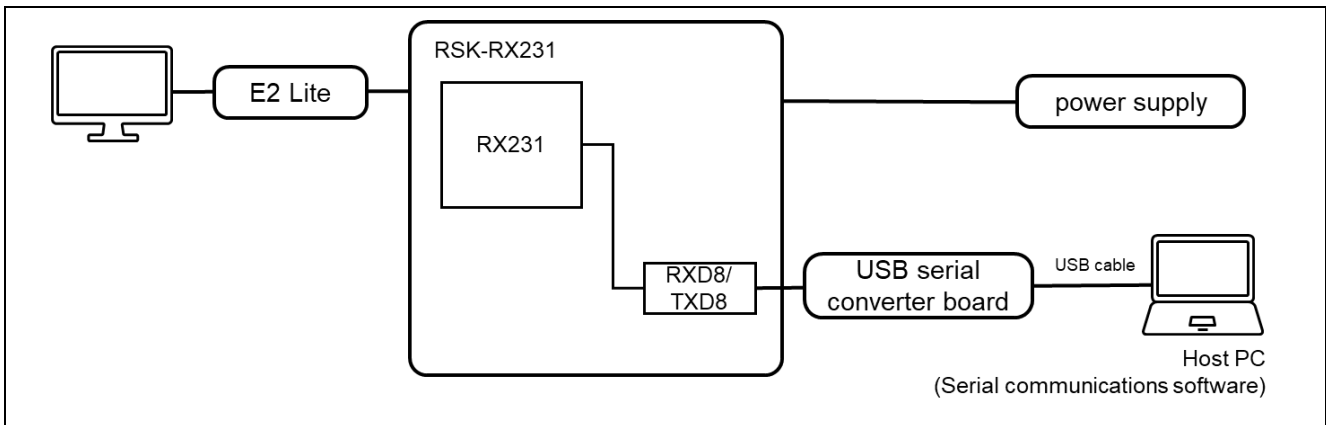 RSK-RX231
E2 Lite
RX231
power supply
RXD8/
TXD8
USB serial
converter board
USB cable
Host PC
(Serial communications software)